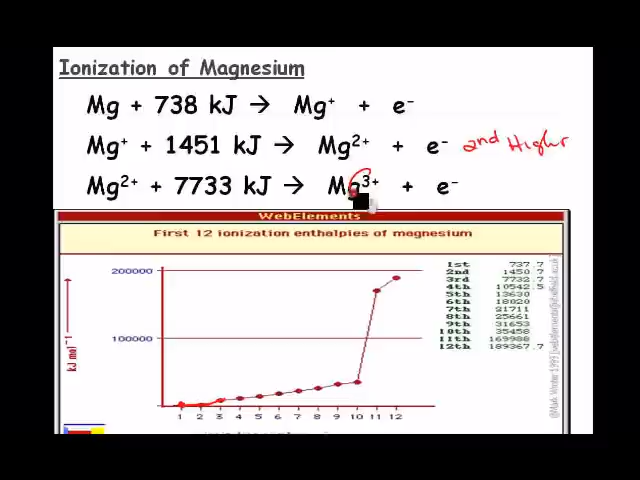 Ionization of Magnesium
Mg + 738 kJ → Mg⁺ + e⁻
Mg⁺ + 1451 kJ → Mg²⁺ + e⁻ 2nd Higher
Mg²⁺ + 7733 kJ → Mg³⁺ + e⁻
WebElements
First 12 ionization enthalpies of magnesium
200000
100000
kJ mol⁻¹
1 2 3 4 5 6 7 8 9 10 11 12
1st 737.7
2nd 1450.7
3rd 7732.7
4th 10542.5
5th 13630
6th 18020
7th 21711
8th 25661
9th 31653
10th 35458
11th 169988
12th 189367.7